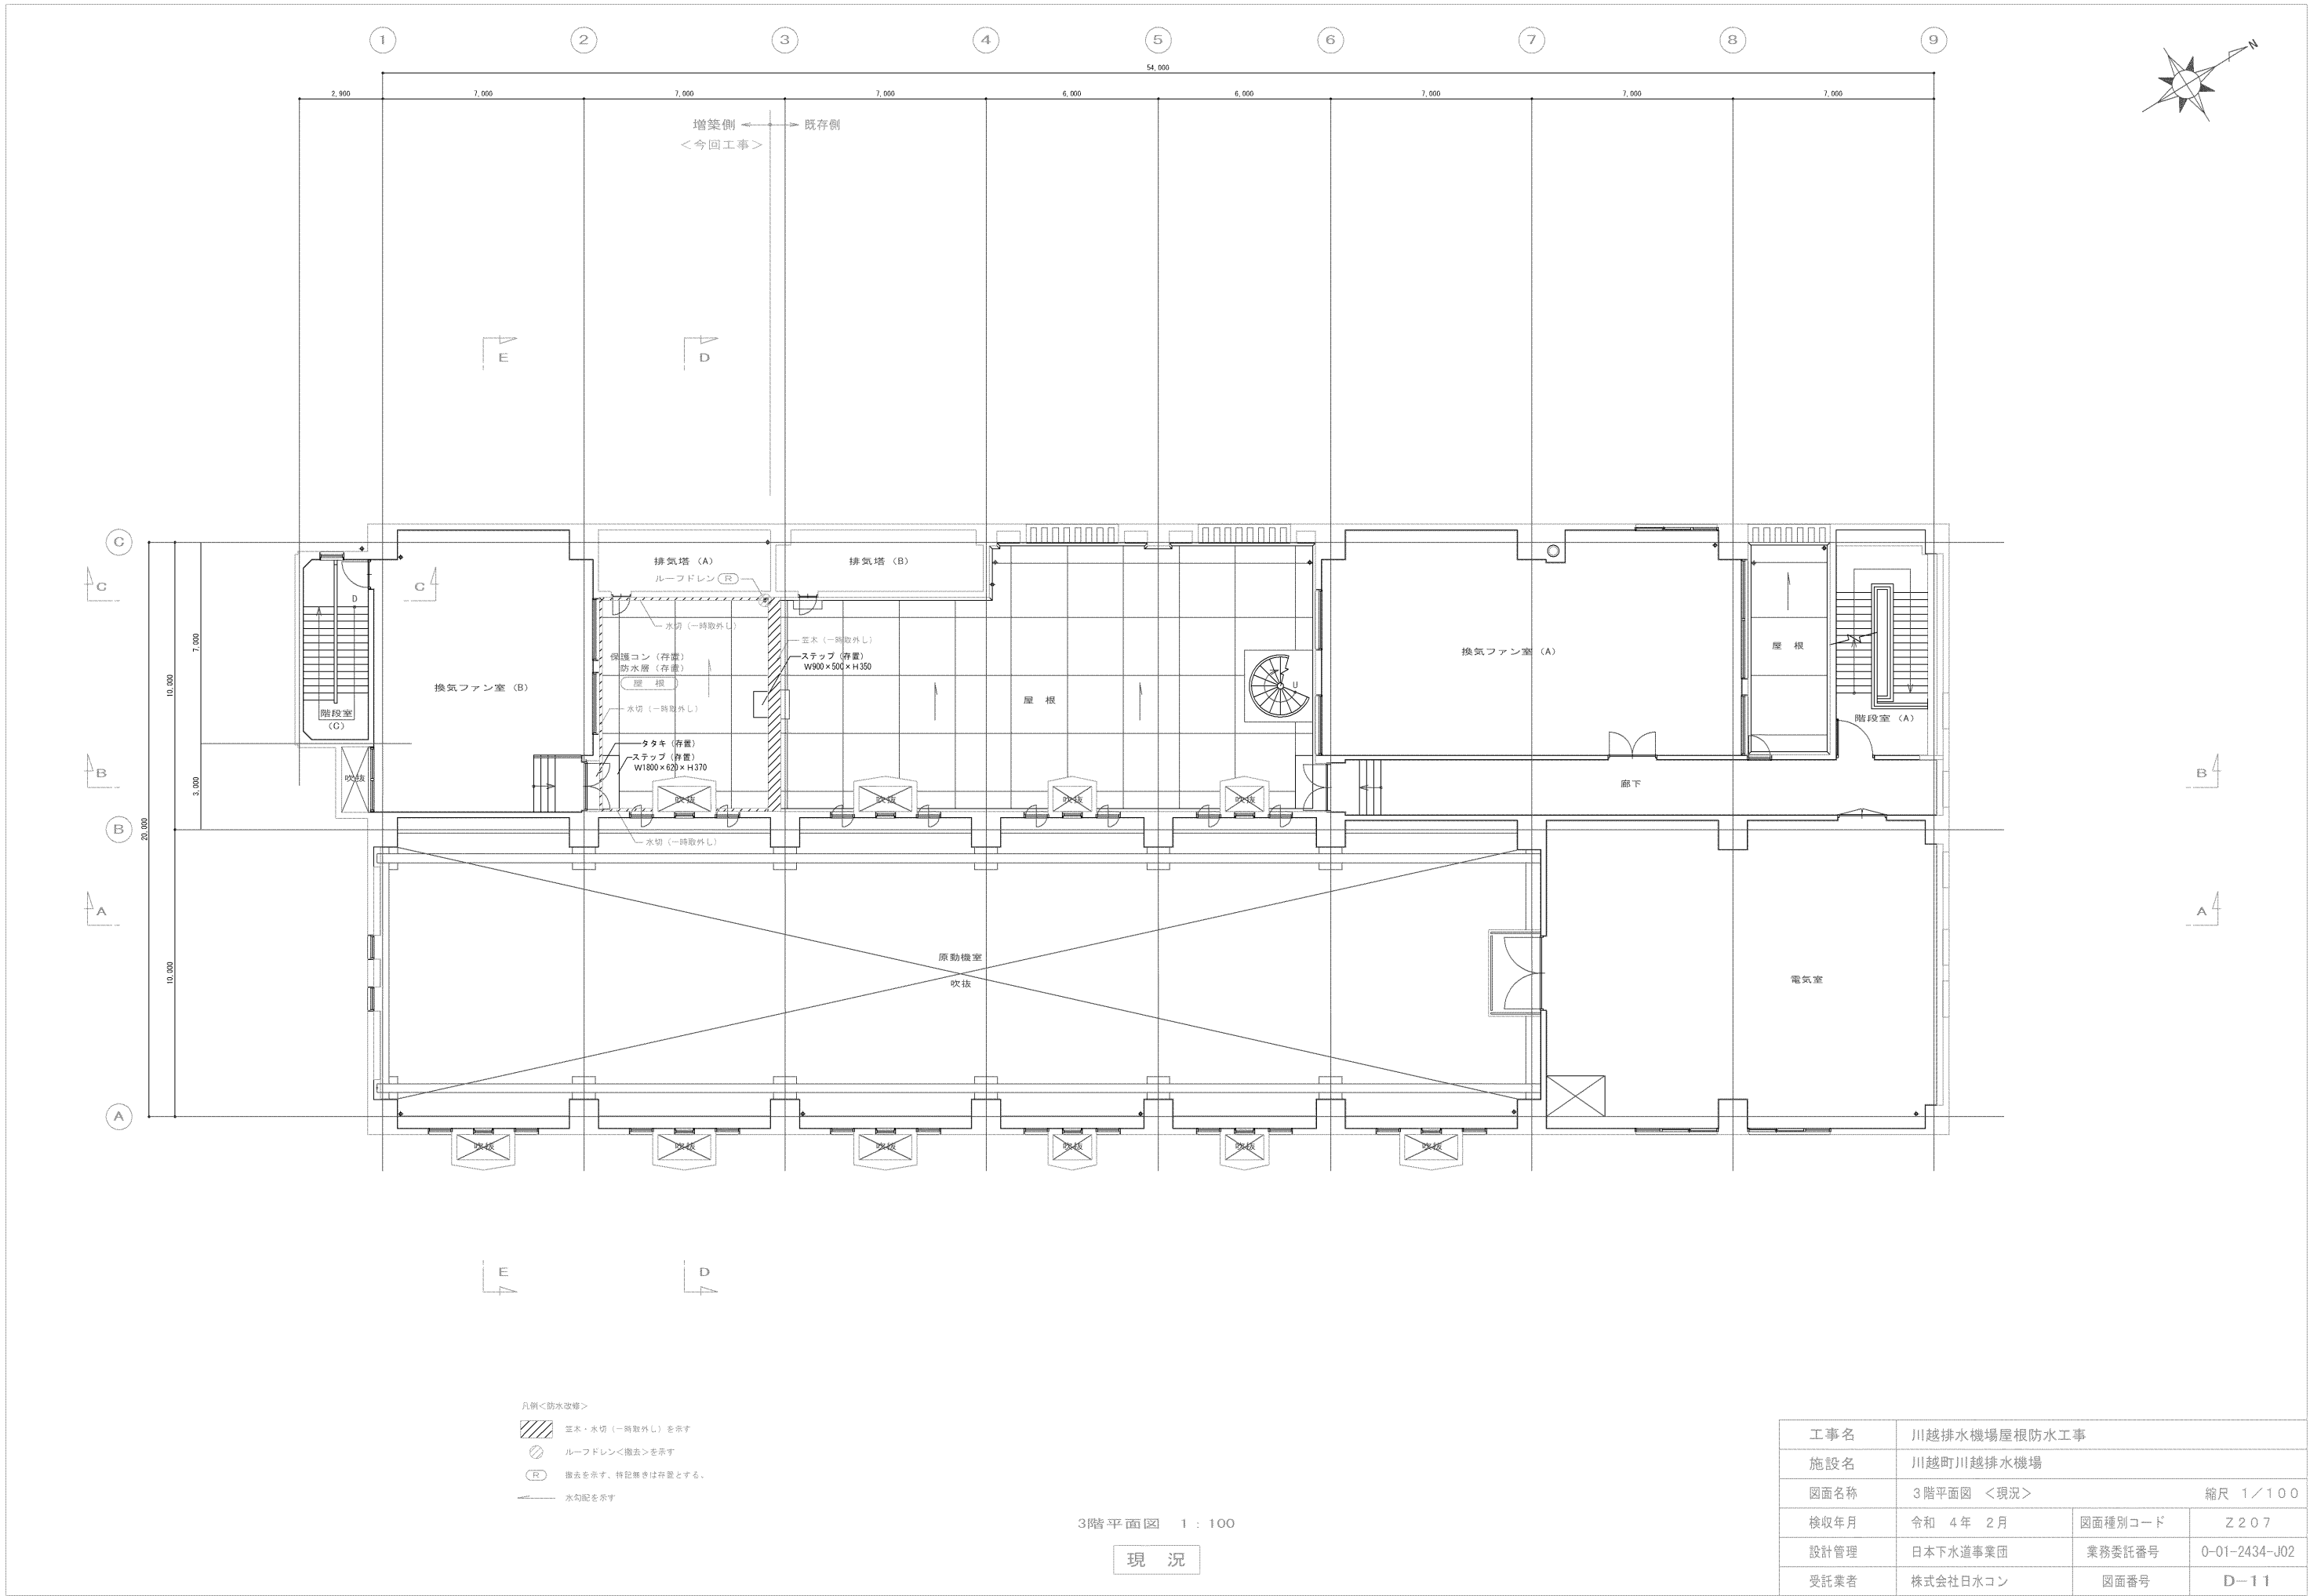 1 2 3 4 5 6 7 8 9
N
54,000
2,900 7,000 7,000 7,000 6,000 6,000 7,000 7,000 7,000
増築側 既存側
＜今回工事＞
E D
C
排気塔（A） 排気塔（B）
ルーフドレン R
C C
D
水切（一時取外し）
笠木（一時取外し）
7,000
保護コン（存置）
防水層（存置）
ステップ（存置）
W900×500×H350
換気ファン室（A）
屋 根
屋 根
10,000
換気ファン室（B）
U
屋 根
水切（一時取外し）
階段室
（C）
階段室（A）
タタキ（存置）
ステップ（存置）
W1800×620×H370
B B
吹抜
3,000
廊下
吹抜 吹抜 吹抜 吹抜
B
20,000
水切（一時取外し）
A A
原動機室
吹抜
10,000
電気室
A
吹抜 吹抜 吹抜 吹抜 吹抜 吹抜
E D
凡例＜防水改修＞
笠木・水切（一時取外し）を示す
ルーフドレン＜撤去＞を示す
R 撤去を示す、特記無きは存置とする。
水勾配を示す
3階平面図 1：100
現 況
工事名 川越排水機場屋根防水工事
施設名 川越町川越排水機場
図面名称 3階平面図 ＜現況＞ 縮尺 1／100
検収年月 令和 4年 2月 図面種別コード Z207
設計管理 日本下水道事業団 業務委託番号 0-01-2434-J02
受託業者 株式会社日水コン 図面番号 D-11